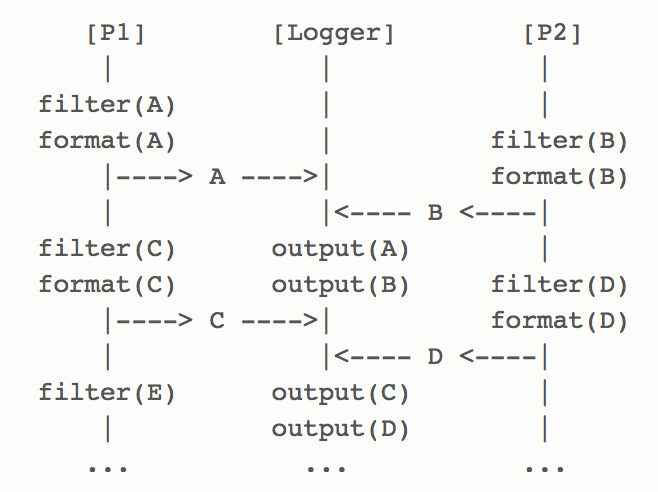 [P1]        [Logger]        [P2]
    |             |             |
filter(A)         |             |
format(A)         |         filter(B)
    |----> A ---->|         format(B)
    |             |<---- B <----|
filter(C)     output(A)         |
format(C)     output(B)     filter(D)
    |----> C ---->|         format(D)
    |             |<---- D <----|
filter(E)     output(C)         |
    |         output(D)         |
   ...           ...           ...